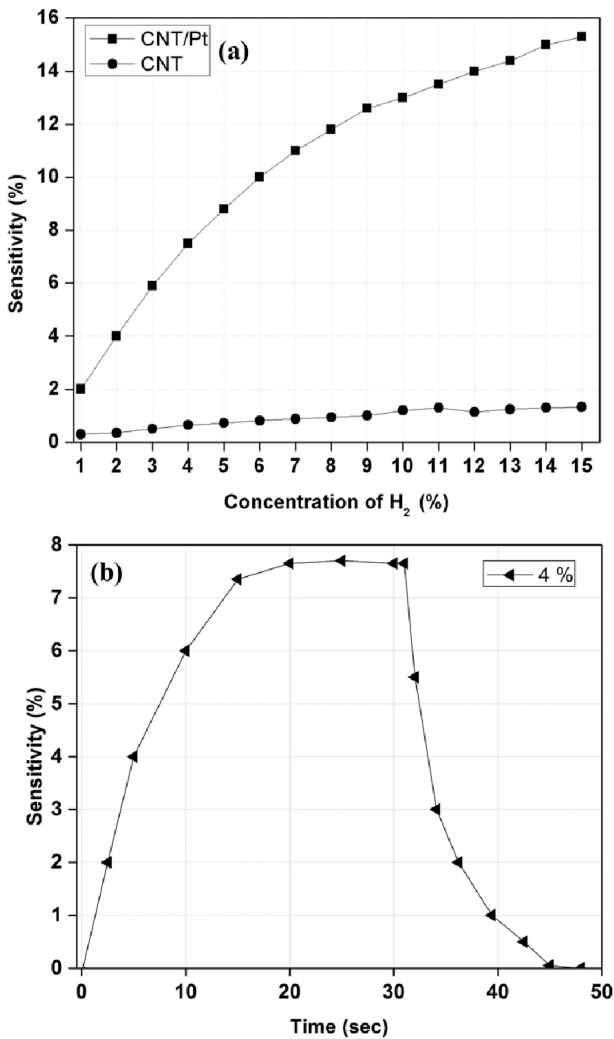 CNT/Pt
CNT
(a)
16
14
12
10
8
6
4
2
0
Sensitivity (%)
1 2 3 4 5 6 7 8 9 10 11 12 13 14 15
Concentration of H₂ (%)
(b)
4 %
8
7
6
5
4
3
2
1
0
Sensitivity (%)
0 10 20 30 40 50
Time (sec)